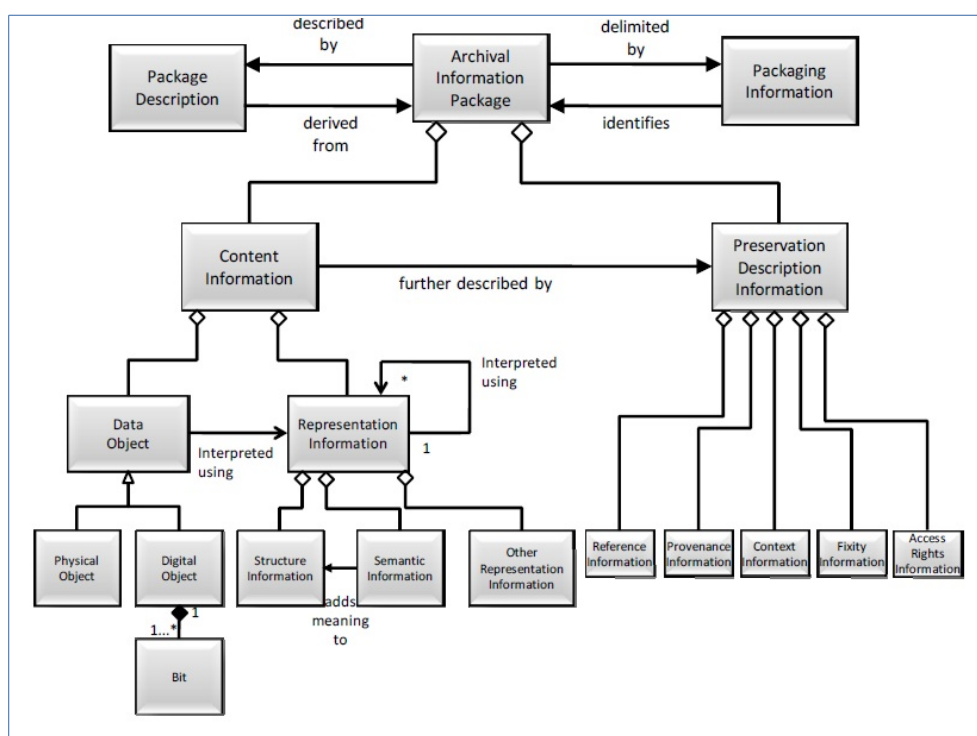 described
by
delimited
by
Package
Description
Archival
Information
Package
Packaging
Information
derived
from
identifies
Content
Information
further described by
Preservation
Description
Information
Data
Object
Interpreted
using
Representation
Information
*
1
Interpreted
using
Physical
Object
Digital
Object
Structure
Information
Semantic
Information
Other
Representation
Information
Reference
Information
Provenance
Information
Context
Information
Fixity
Information
Access
Rights
Information
adds
meaning
to
1
1...*
Bit